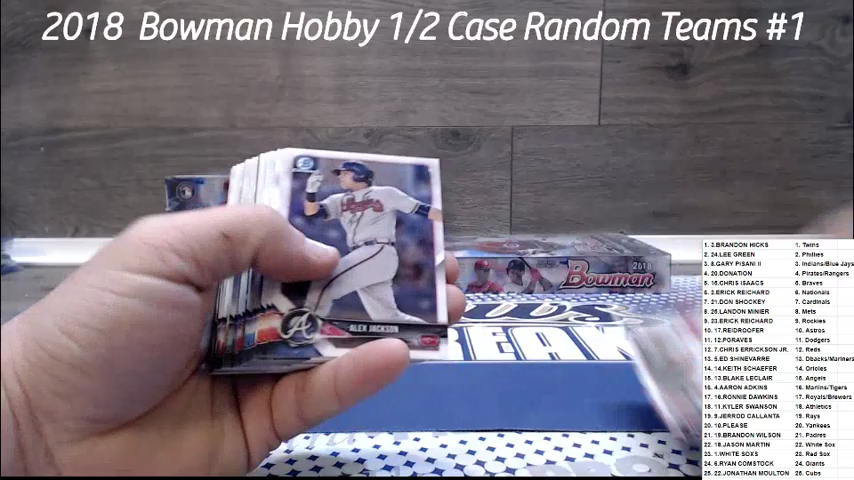 2018 Bowman Hobby 1/2 Case Random Teams #1
ALEX JACKSON
Braves
A
2018
Bowman
BREAK
1. 3.BRANDON HICKS 1. Twins
2. 24.LEE GREEN 2. Phillies
3. 8.GARY PISANI II 3. Indians/Blue Jays
4. 20.DONATION 4. Pirates/Rangers
5. 15.CHRIS ISAACS 5. Braves
6. 2.ERICK REICHARD 6. Nationals
7. 21.DON SHOCKEY 7. Cardinals
8. 25.LANDON MINIER 8. Mets
9. 23.ERICK REICHARD 9. Rockies
10. 17.REIDROOFER 10. Astros
11. 12.PGRAVES 11. Dodgers
12. 7.CHRIS ERRICKSON JR. 12. Reds
13. 5.ED SHINEVARRE 13. Dbacks/Mariners
14. 14.KEITH SCHAEFER 14. Orioles
15. 13.BLAKE LECLAIR 15. Angels
16. 4.AARON ADKINS 16. Marlins/Tigers
17. 16.RONNIE DAWKINS 17. Royals/Brewers
18. 11.KYLER SWANSON 18. Athletics
19. 9.JERROD CALLANTA 19. Rays
20. 10.PLEASE 20. Yankees
21. 19.BRANDON WILSON 21. Padres
22. 18.JASON MARTIN 22. White Sox
23. 1.WHITE SOXS 23. Red Sox
24. 6.RYAN COMSTOCK 24. Giants
25. 22.JONATHAN MOULTON 25. Cubs